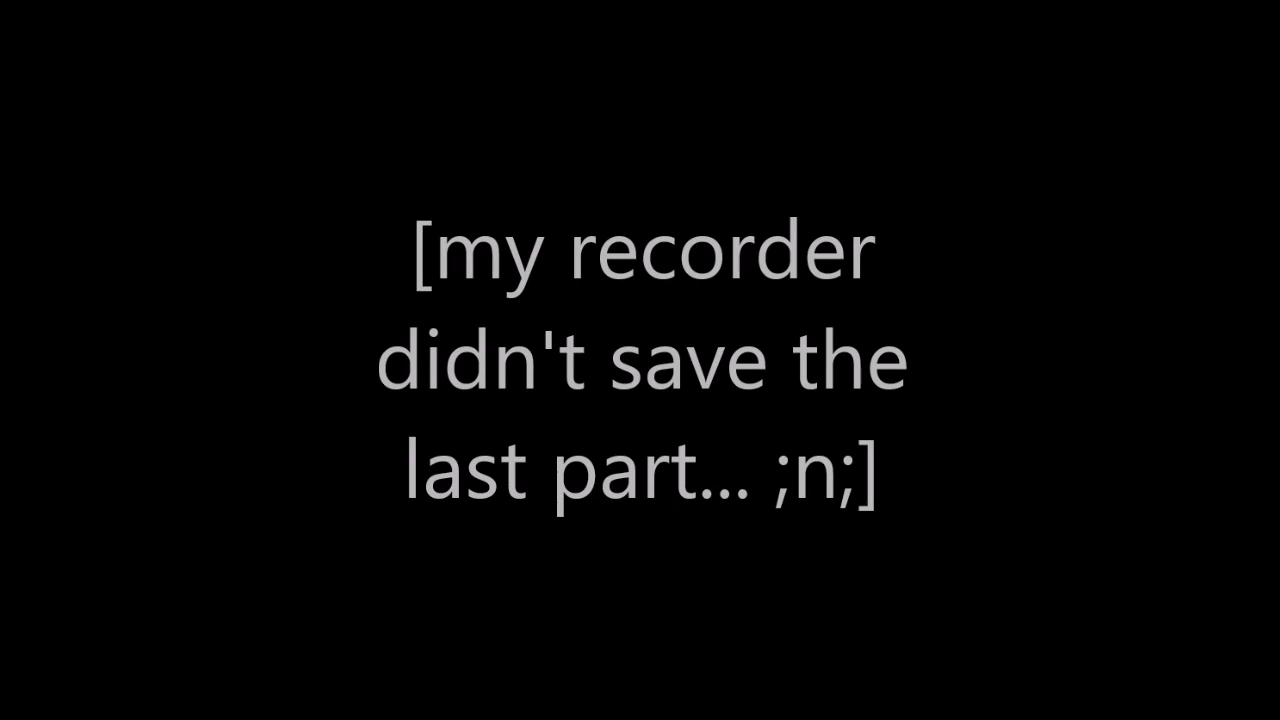 [my recorder
didn't save the
last part... ;n;]